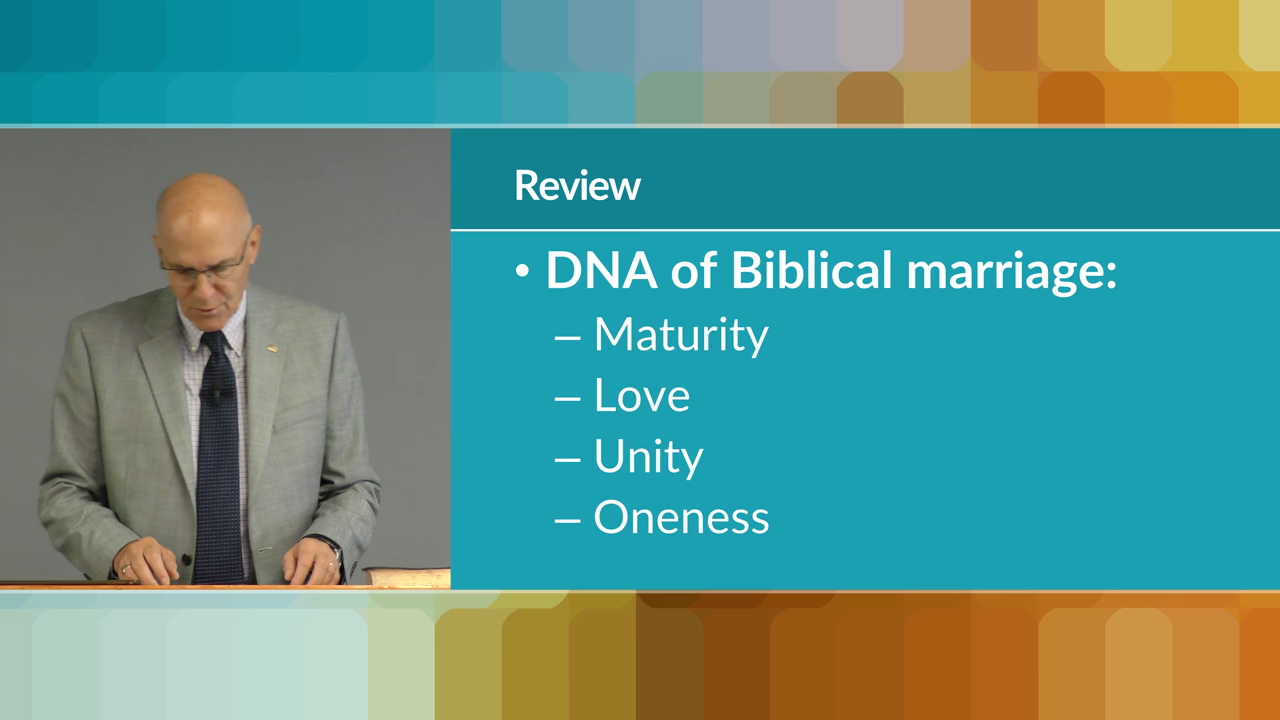 Review
• DNA of Biblical marriage:
– Maturity
– Love
– Unity
– Oneness